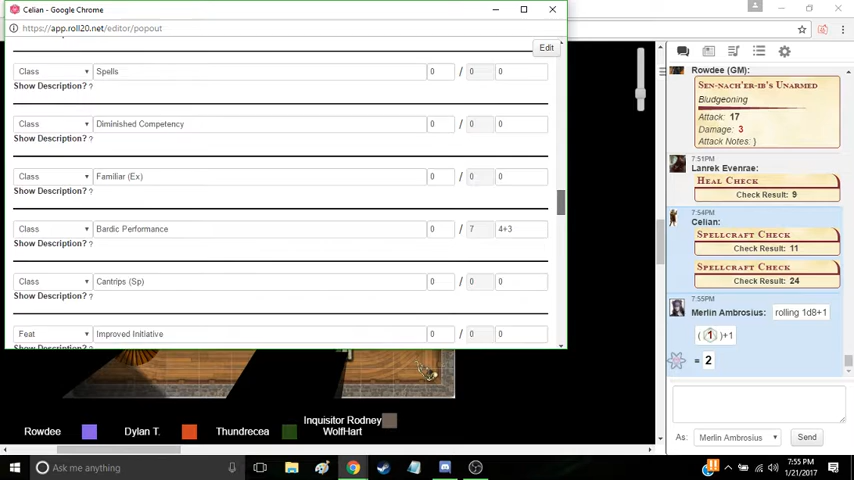 Celian - Google Chrome
https://app.roll20.net/editor/popout
Edit
Class Spells 0 / 0 0
Show Description? ?
Class Diminished Competency 0 / 0 0
Show Description? ?
Class Familiar (Ex) 0 / 0 0
Show Description? ?
Class Bardic Performance 0 / 7 4+3
Show Description? ?
Class Cantrips (Sp) 0 / 0 0
Show Description? ?
Feat Improved Initiative 0 / 0 0
Rowdee (GM):
Sen-nach'er-ib's Unarmed
Bludgeoning
Attack: 17
Damage: 3
Attack Notes: )
7:51PM
Lanrek Evenrae:
Heal Check
Check Result: 9
7:54PM
Celian:
Spellcraft Check
Check Result: 11
Spellcraft Check
Check Result: 24
7:55PM
Merlin Ambrosius: rolling 1d8+1
( 1 )+1
= 2
As: Merlin Ambrosius Send
Rowdee
Dylan T.
Thundrecea
Inquisitor Rodney
WolfHart
Ask me anything
7:55 PM
1/21/2017